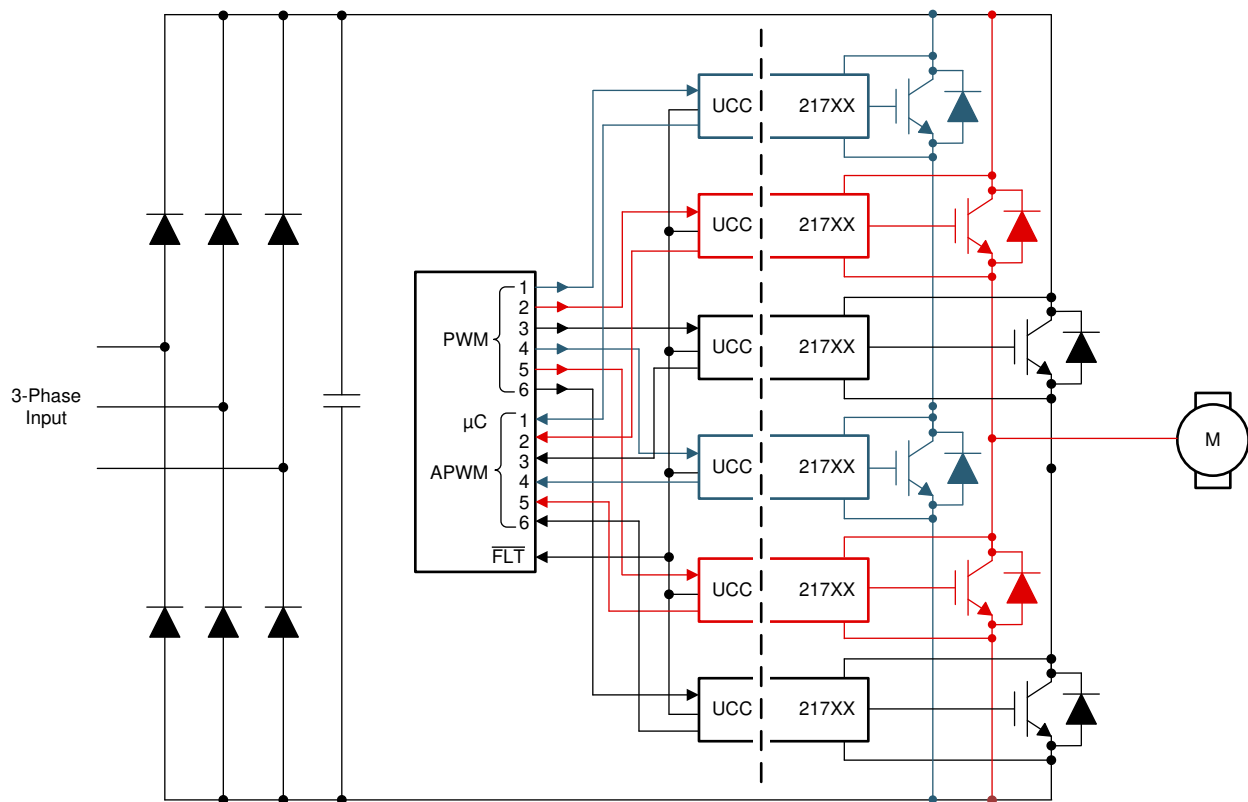 3-Phase
Input
PWM
1
2
3
4
5
6
µC
APWM
1
2
3
4
5
6
FLT
UCC 217XX
UCC 217XX
UCC 217XX
UCC 217XX
UCC 217XX
UCC 217XX
M